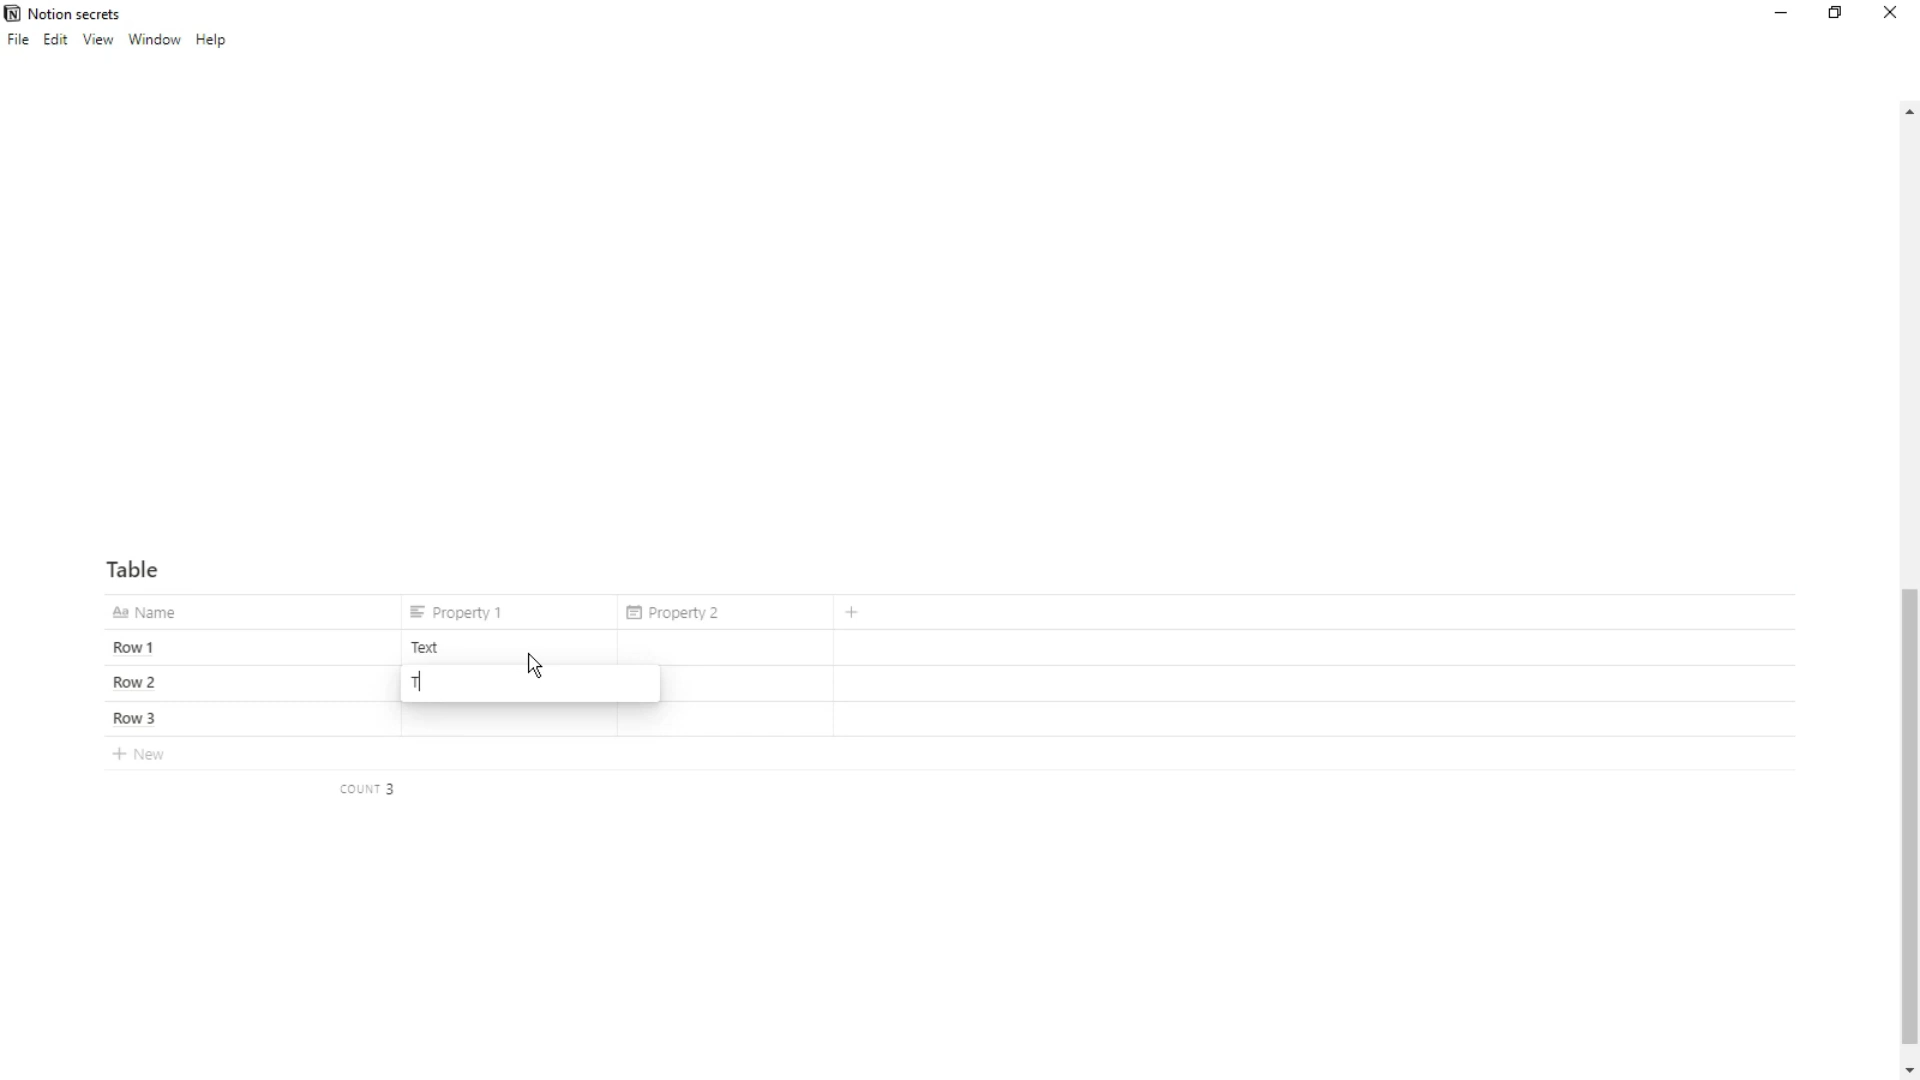 Notion secrets
File Edit View Window Help
Table
Aa Name Property 1 Property 2 +
Row 1 Text
Row 2 T
Row 3
+ New
COUNT 3